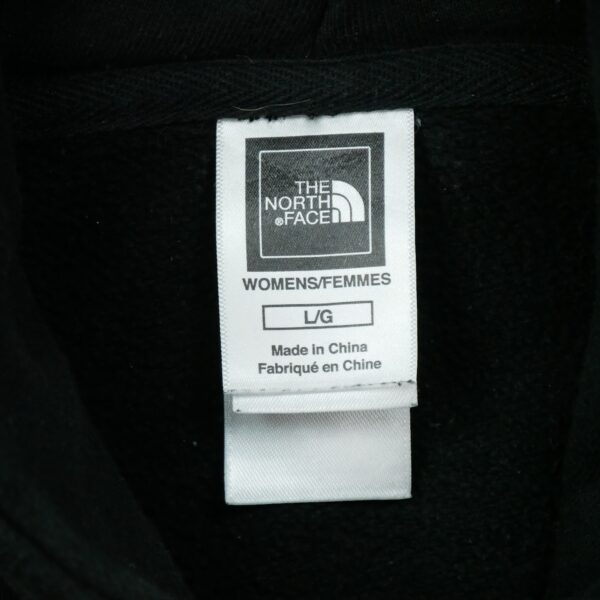 THE
NORTH
®FACE
WOMENS/FEMMES
L/G
Made in China
Fabriqué en Chine